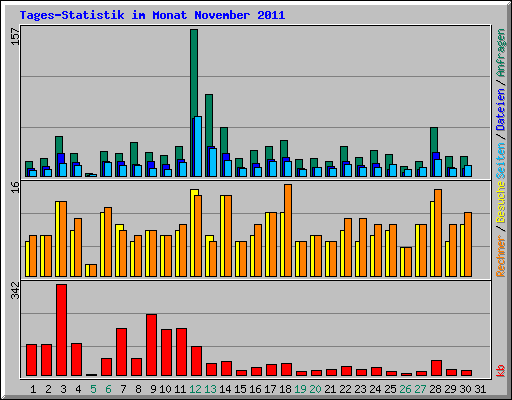 Tages-Statistik im Monat November 2011
157
16
342
Rechner / Besuche Seiten / Dateien / Anfragen
kb
1 2 3 4 5 6 7 8 9 10 11 12 13 14 15 16 17 18 19 20 21 22 23 24 25 26 27 28 29 30 31